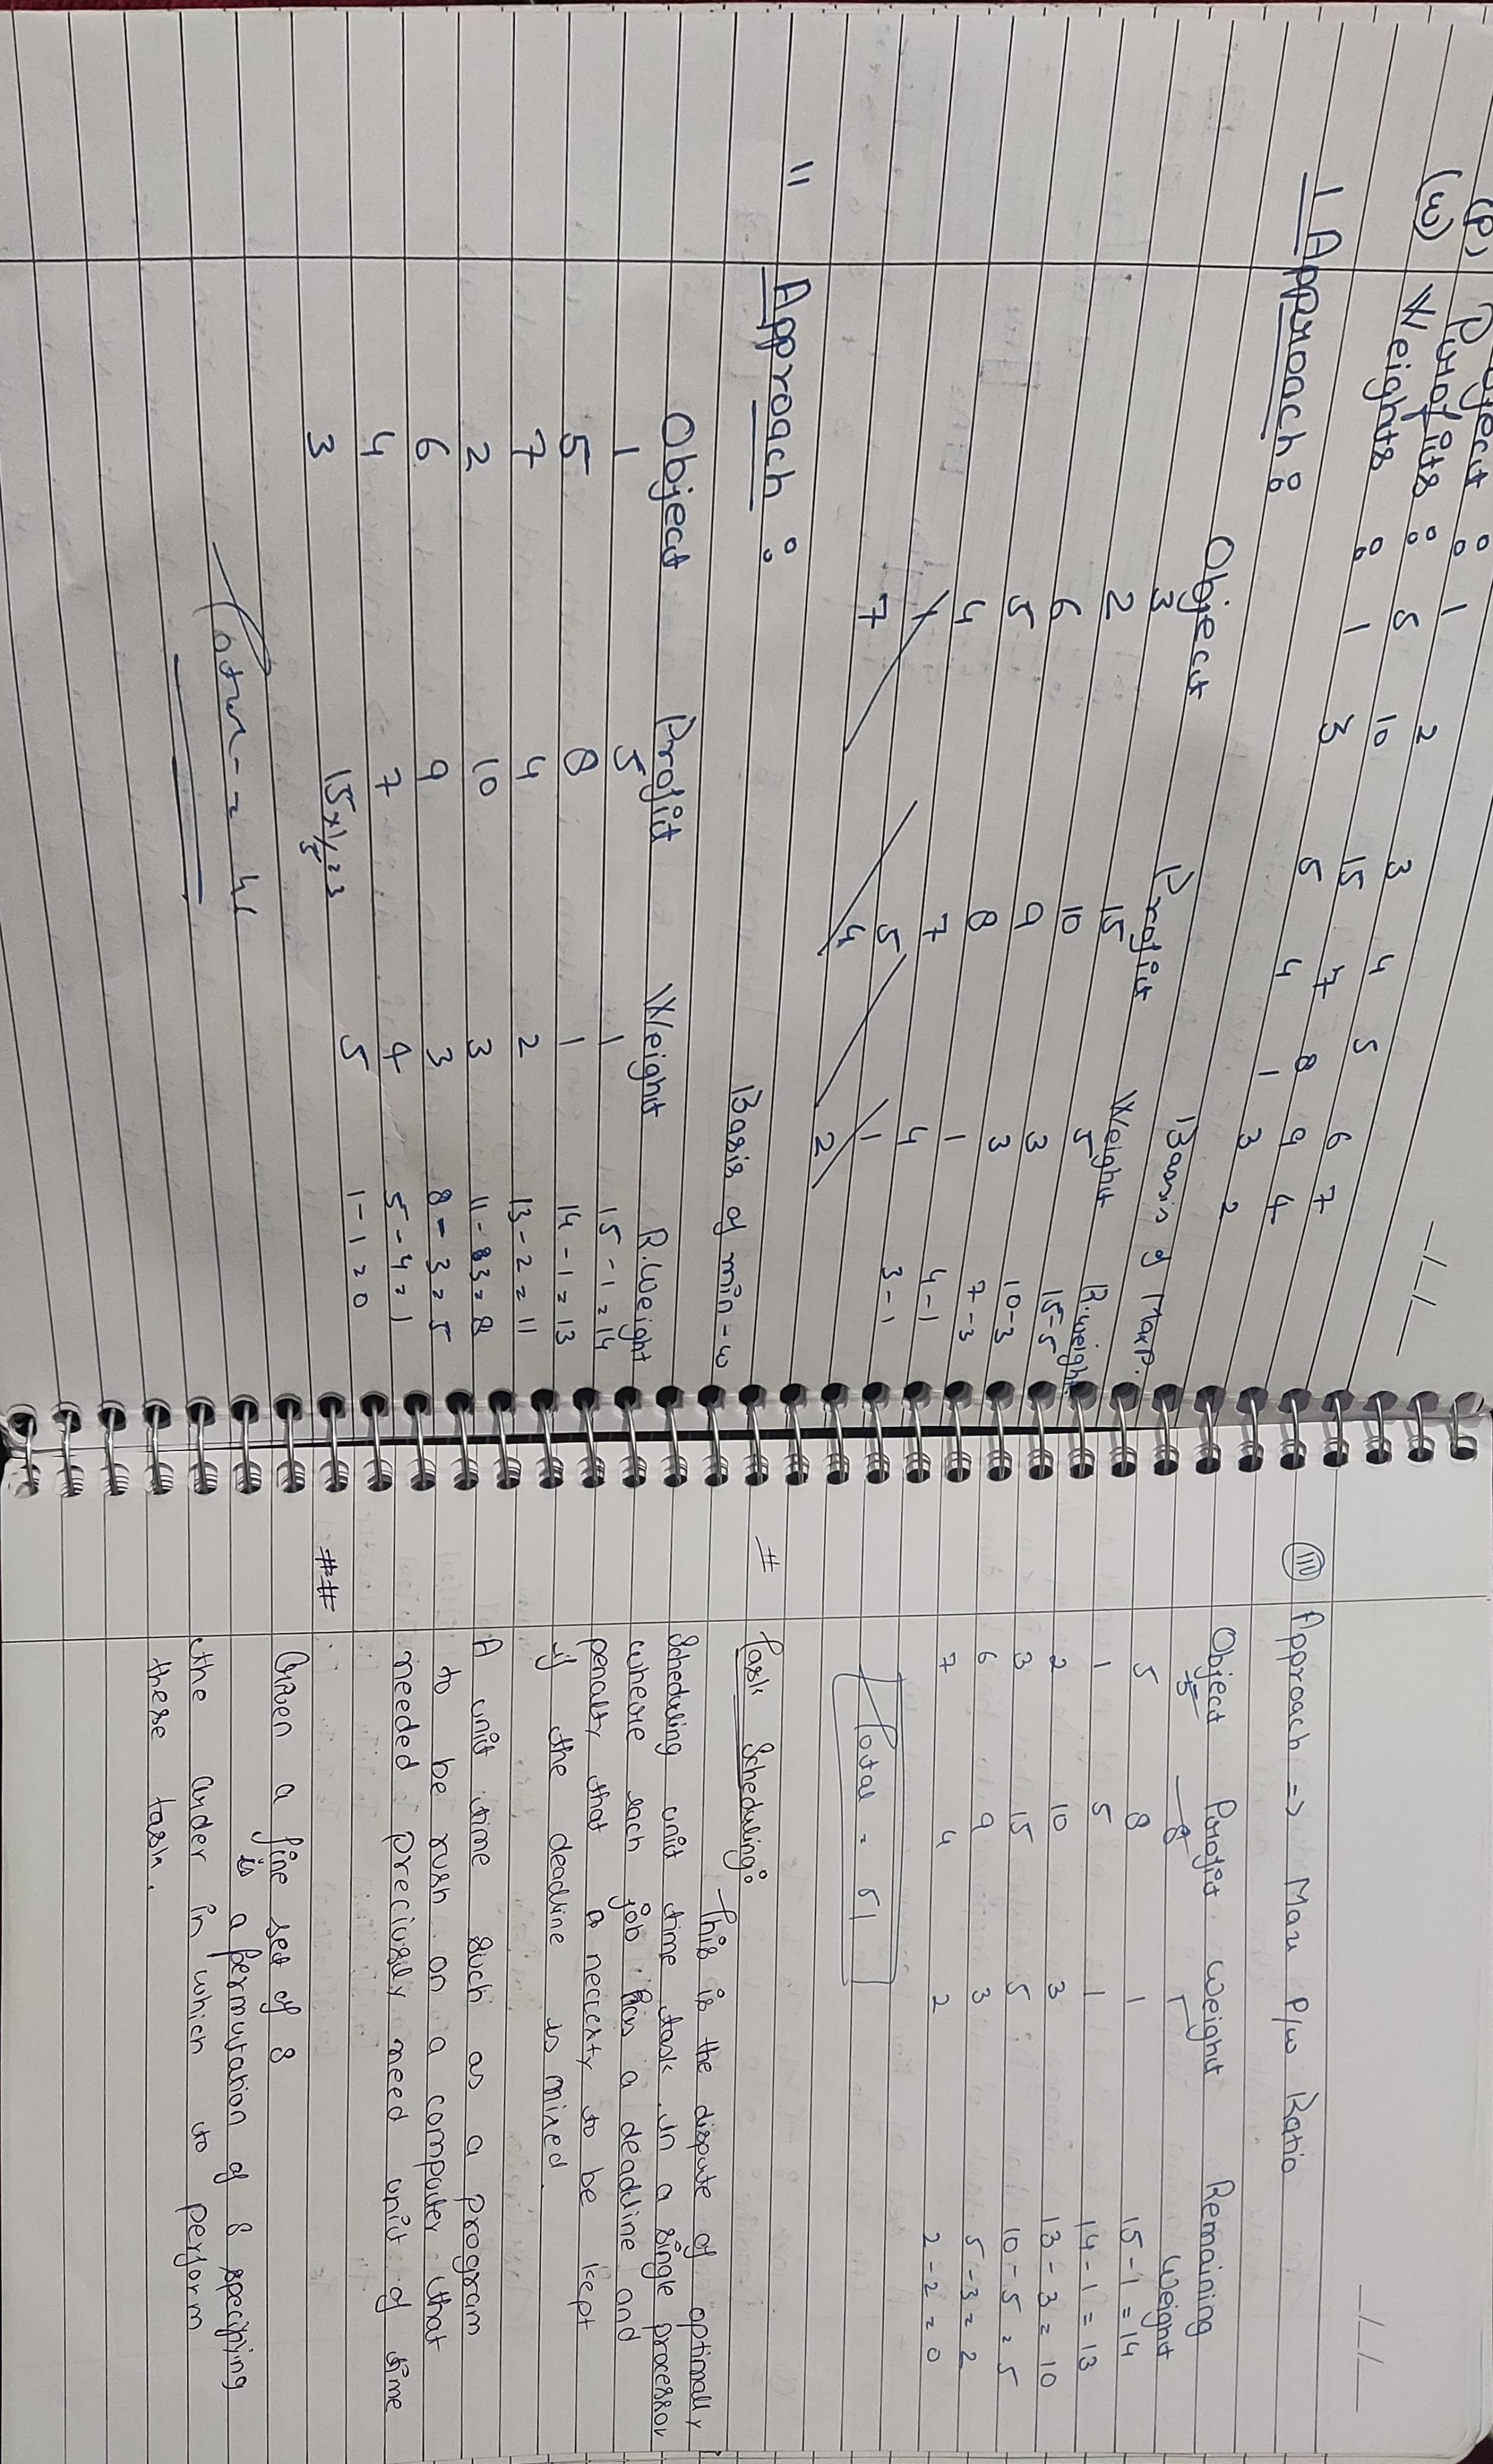 Object : 1 2 3 4 5 6 7
(P) Profits : 5 10 15 7 8 9 4
(w) Weights : 1 3 5 4 1 3 2
I Approach :
Basis of Max P.
Object Profit Weight R.weight
3 15 5 15-5
2 10 3 10-3
6 9 3 7-3
5 8 1 4-1
4 7 4 3-1
1 5 1
7 4 2
II Approach :
Basis of min-w
Object Profit Weight R.Weight
1 5 1 15-1=14
5 8 1 14-1=13
7 4 2 13-2=11
2 10 3 11-3=8
6 9 3 8-3=5
4 7 4 5-4=1
3 15x1/5=3 5 1-1=0
Total -=
(III) Approach => Max P/w Ratio
Object Profit Weight Remaining
Weight
5 8 1 15-1=14
1 5 1 14-1=13
2 10 3 13-3=10
3 15 5 10-5=5
6 9 3 5-3=2
7 4 2 2-2=0
Total = 51
# Task Scheduling: This is the dispute of optimally
Scheduling unit time task in a single processor
where each job has a deadline and
penalty that a neccexty to be kept
if the deadline is mixed.
A unit time such as a program
to be rush on a computer that
needed preciusly need unit of time
##
Given a fine set of 8
is a permutation of 8 specifying
the order in which to perform
these task.